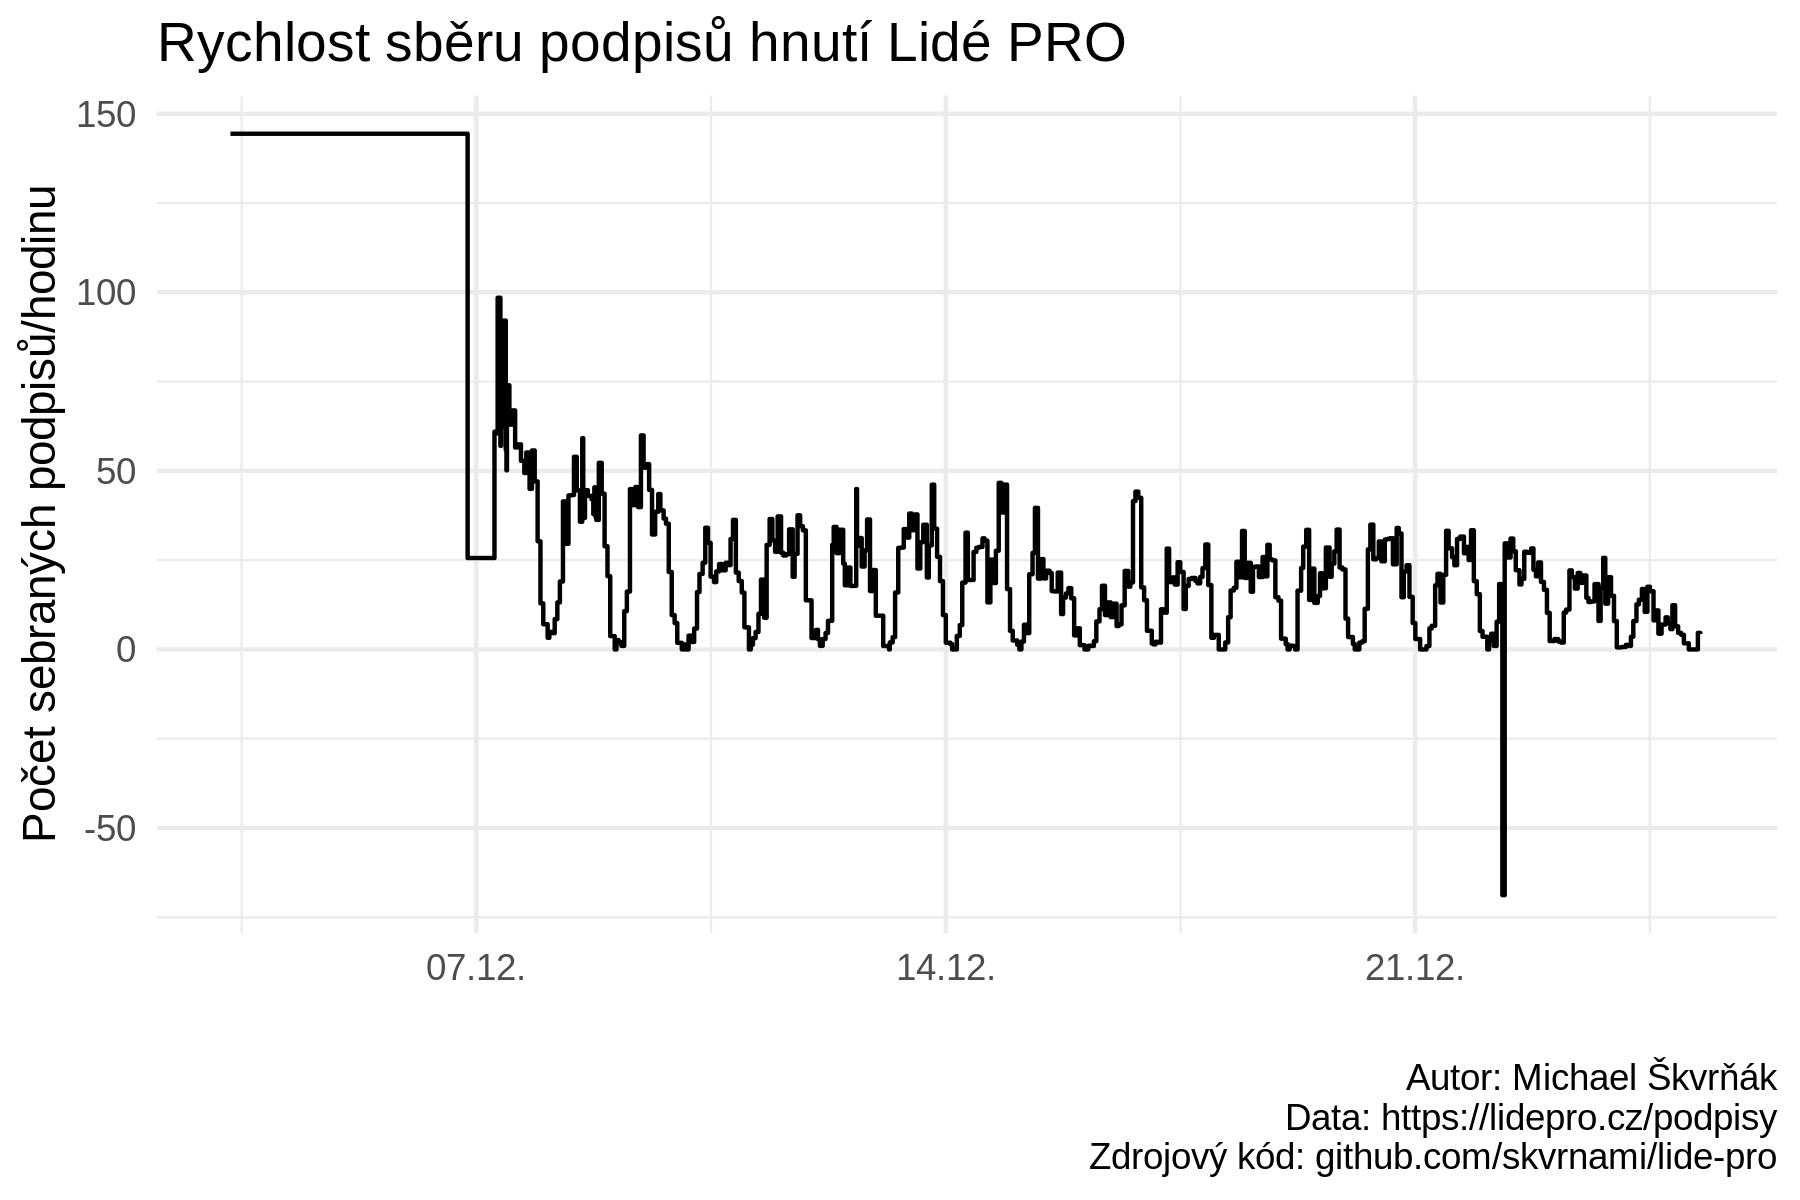 Rychlost sběru podpisů hnutí Lidé PRO
Počet sebraných podpisů/hodinu
150
100
50
0
-50
07.12.
14.12.
21.12.
Autor: Michael Škvrňák
Data: https://lidepro.cz/podpisy
Zdrojový kód: github.com/skvrnami/lide-pro